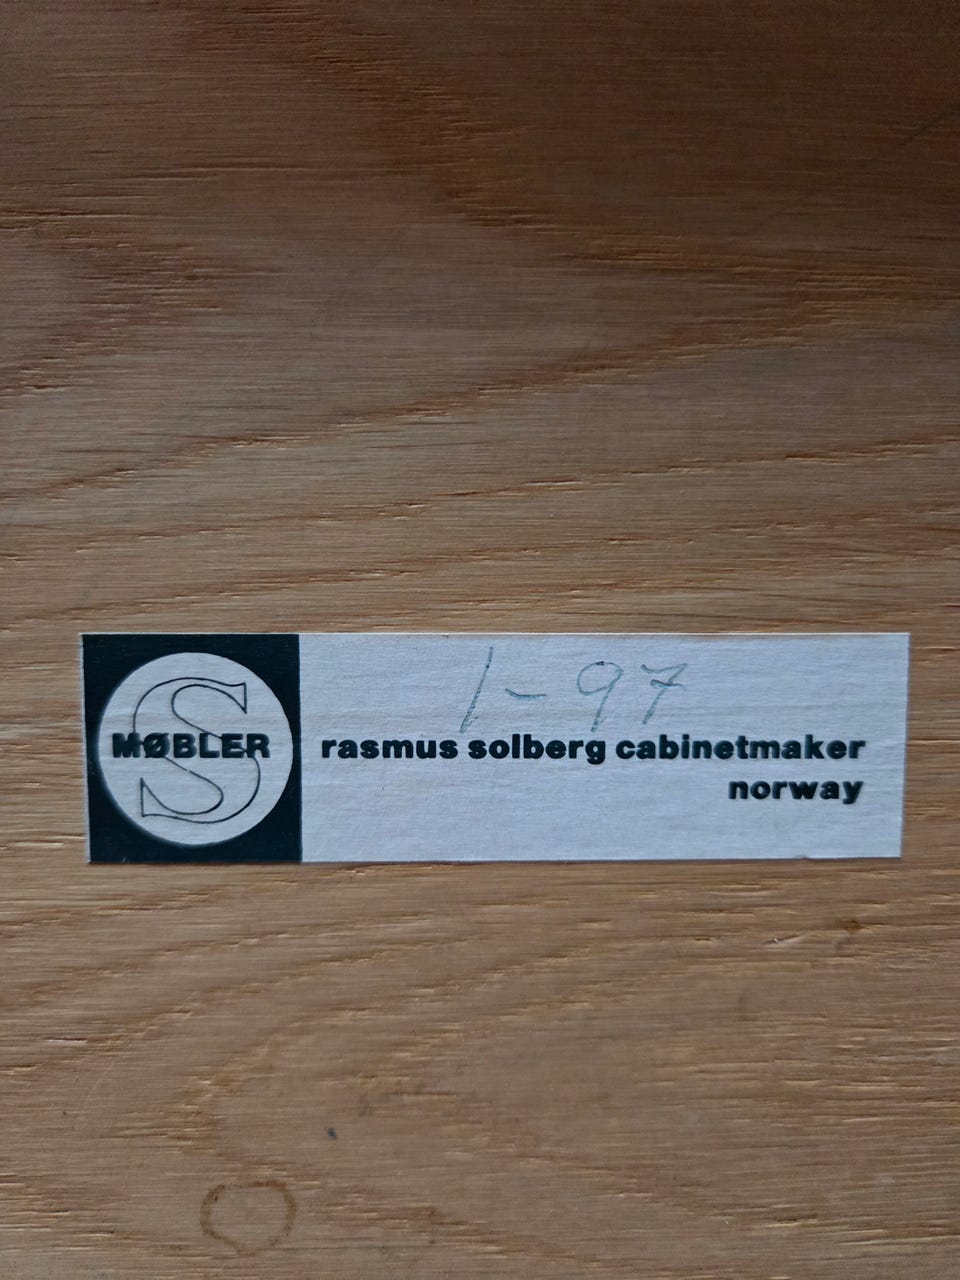 S
MØBLER
1-97
rasmus solberg cabinetmaker
norway